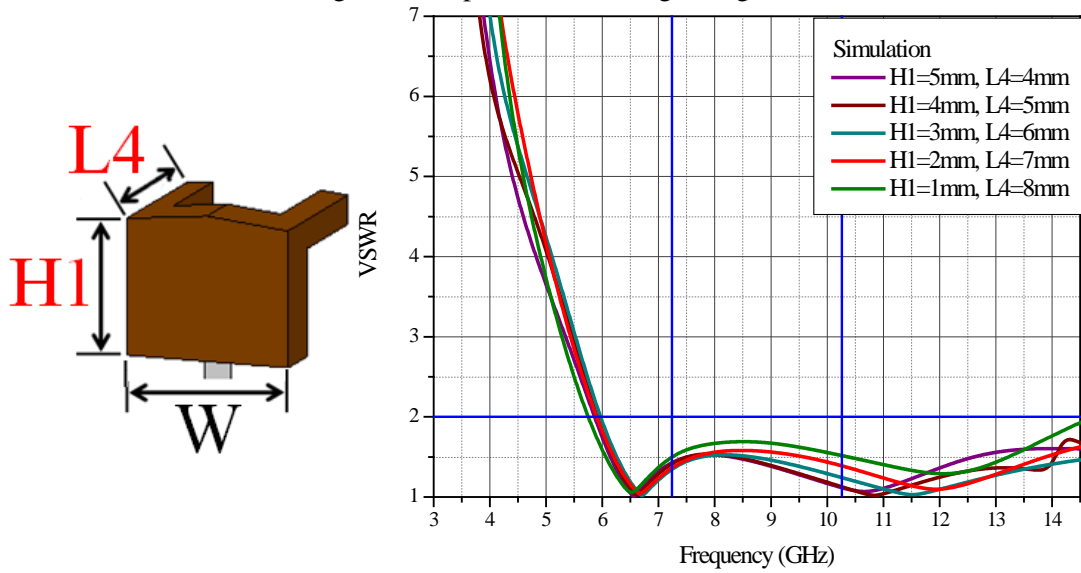 L4
H1
W
VSWR
7
6
5
4
3
2
1
Simulation
H1=5mm, L4=4mm
H1=4mm, L4=5mm
H1=3mm, L4=6mm
H1=2mm, L4=7mm
H1=1mm, L4=8mm
3 4 5 6 7 8 9 10 11 12 13 14
Frequency (GHz)